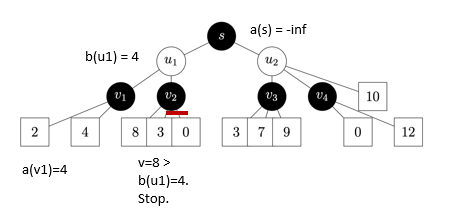 s
a(s) = -inf
b(u1) = 4
u₁
u₂
v₁
v₂
v₃
v₄
10
2
4
8
3
0
3
7
9
0
12
a(v1)=4
v=8 >
b(u1)=4.
Stop.